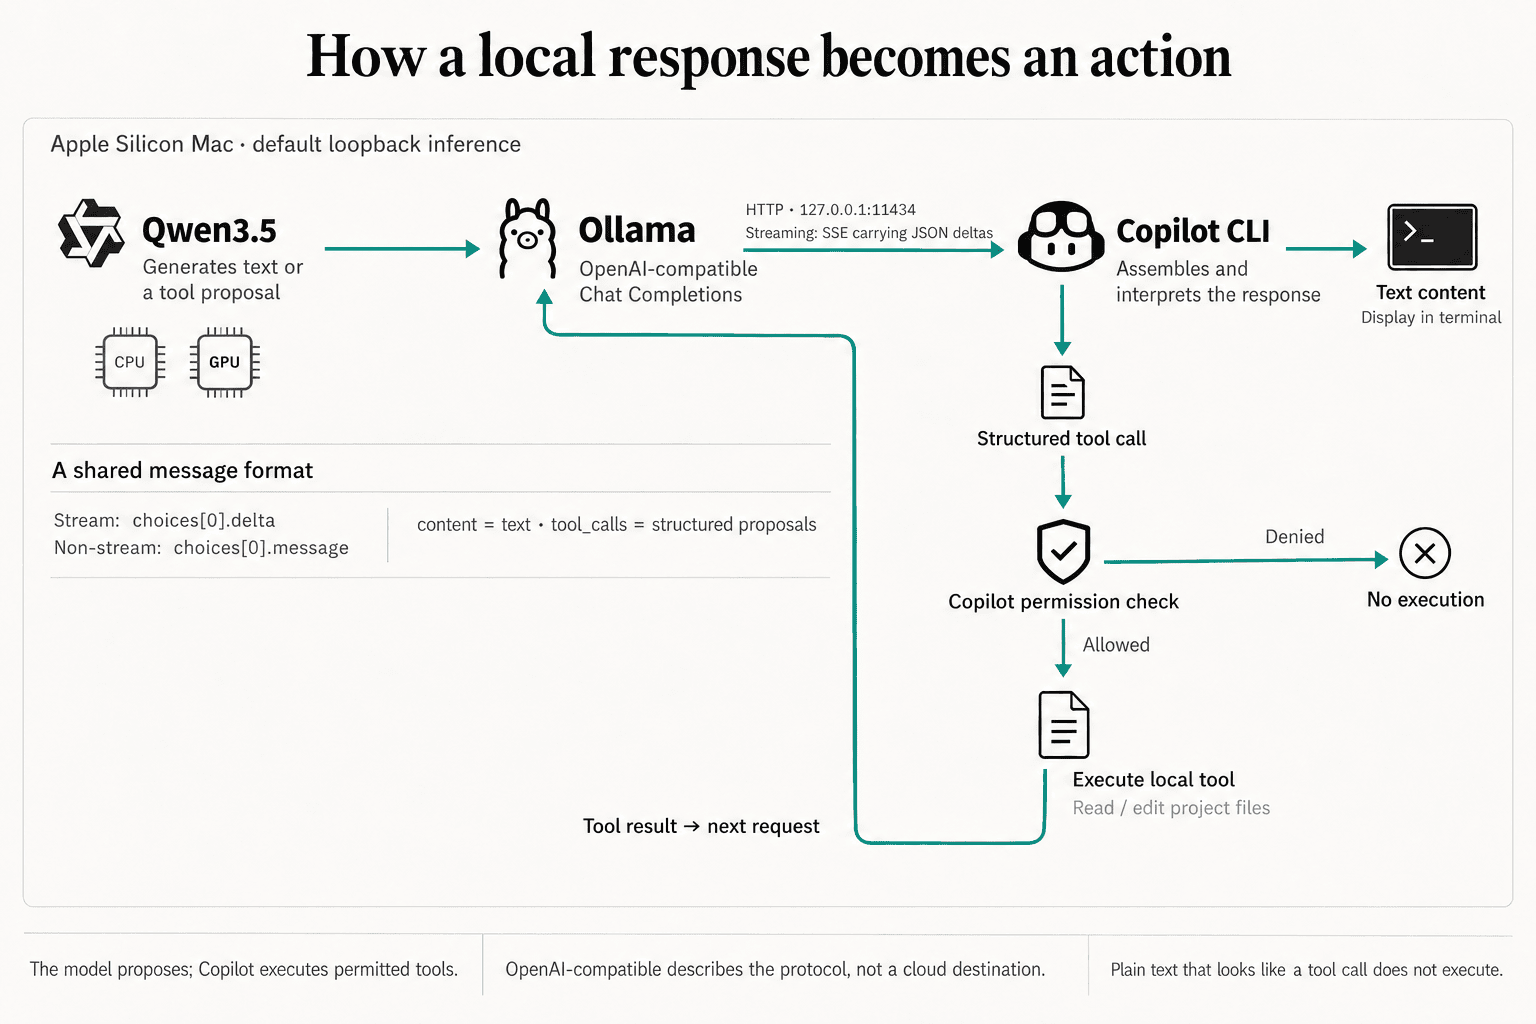 How a local response becomes an action
Apple Silicon Mac · default loopback inference
Qwen3.5
Generates text or
a tool proposal
CPU
GPU
Ollama
OpenAI-compatible
Chat Completions
HTTP • 127.0.0.1:11434
Streaming: SSE carrying JSON deltas
Copilot CLI
Assembles and
interprets the response
>_
Text content
Display in terminal
Structured tool call
A shared message format
Stream: choices[0].delta
Non-stream: choices[0].message
content = text • tool_calls = structured proposals
Copilot permission check
Denied
No execution
Allowed
Execute local tool
Read / edit project files
Tool result → next request
The model proposes; Copilot executes permitted tools.
OpenAI-compatible describes the protocol, not a cloud destination.
Plain text that looks like a tool call does not execute.